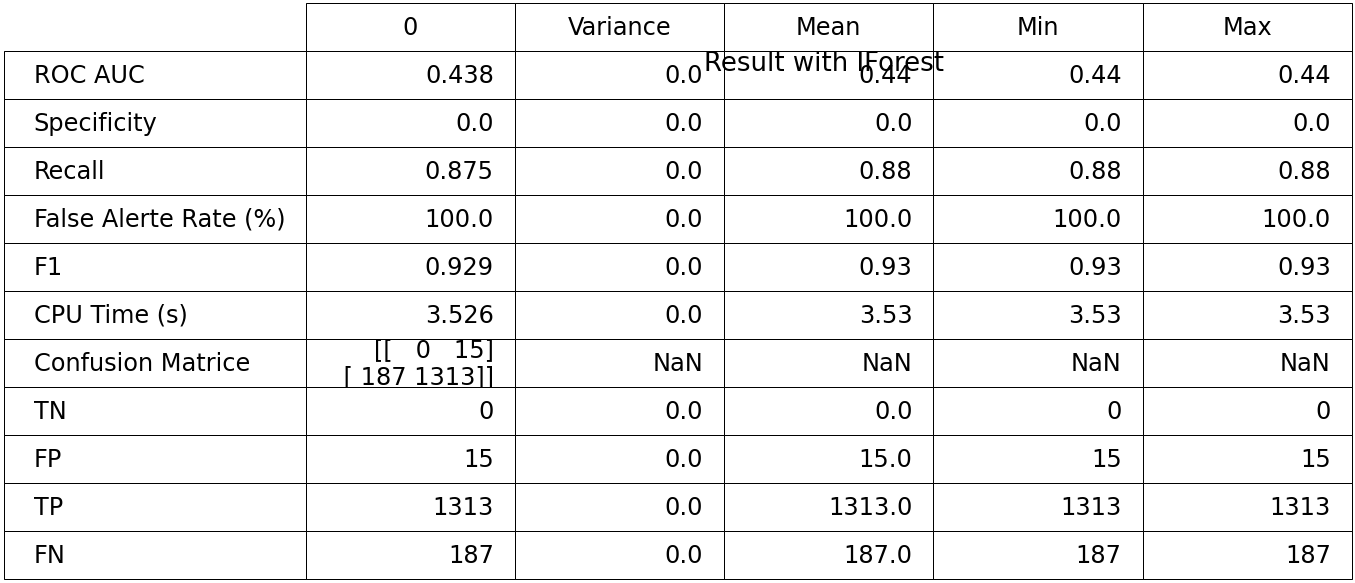 0 Variance Mean Min Max
Result with IForest
ROC AUC 0.438 0.0 0.44 0.44 0.44
Specificity 0.0 0.0 0.0 0.0 0.0
Recall 0.875 0.0 0.88 0.88 0.88
False Alerte Rate (%) 100.0 0.0 100.0 100.0 100.0
F1 0.929 0.0 0.93 0.93 0.93
CPU Time (s) 3.526 0.0 3.53 3.53 3.53
Confusion Matrice [[ 0 15] NaN NaN NaN NaN
[ 187 1313]]
TN 0 0.0 0.0 0 0
FP 15 0.0 15.0 15 15
TP 1313 0.0 1313.0 1313 1313
FN 187 0.0 187.0 187 187